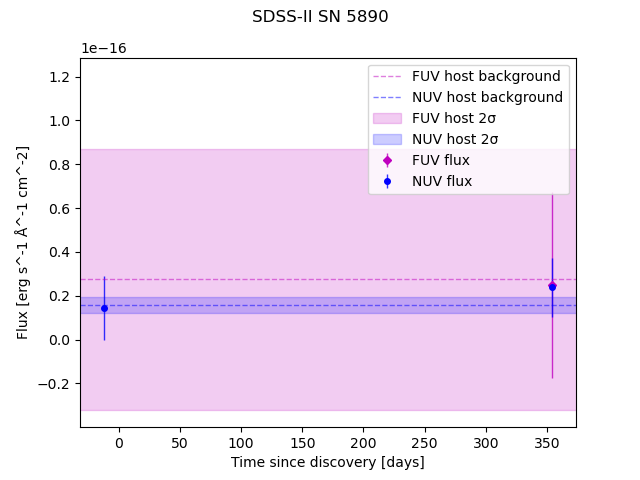 SDSS-II SN 5890
1e−16
FUV host background
NUV host background
FUV host 2σ
NUV host 2σ
FUV flux
NUV flux
1.2
1.0
0.8
0.6
0.4
0.2
0.0
−0.2
Flux [erg s^-1 Å^-1 cm^-2]
0 50 100 150 200 250 300 350
Time since discovery [days]